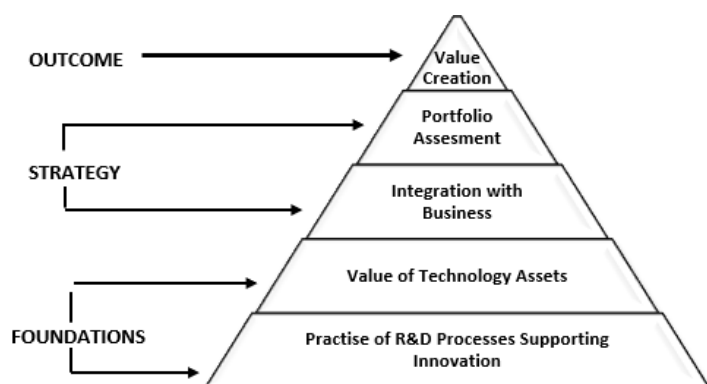 OUTCOME
Value
Creation
Portfolio
Assesment
STRATEGY
Integration with
Business
Value of Technology Assets
FOUNDATIONS
Practise of R&D Processes Supporting
Innovation